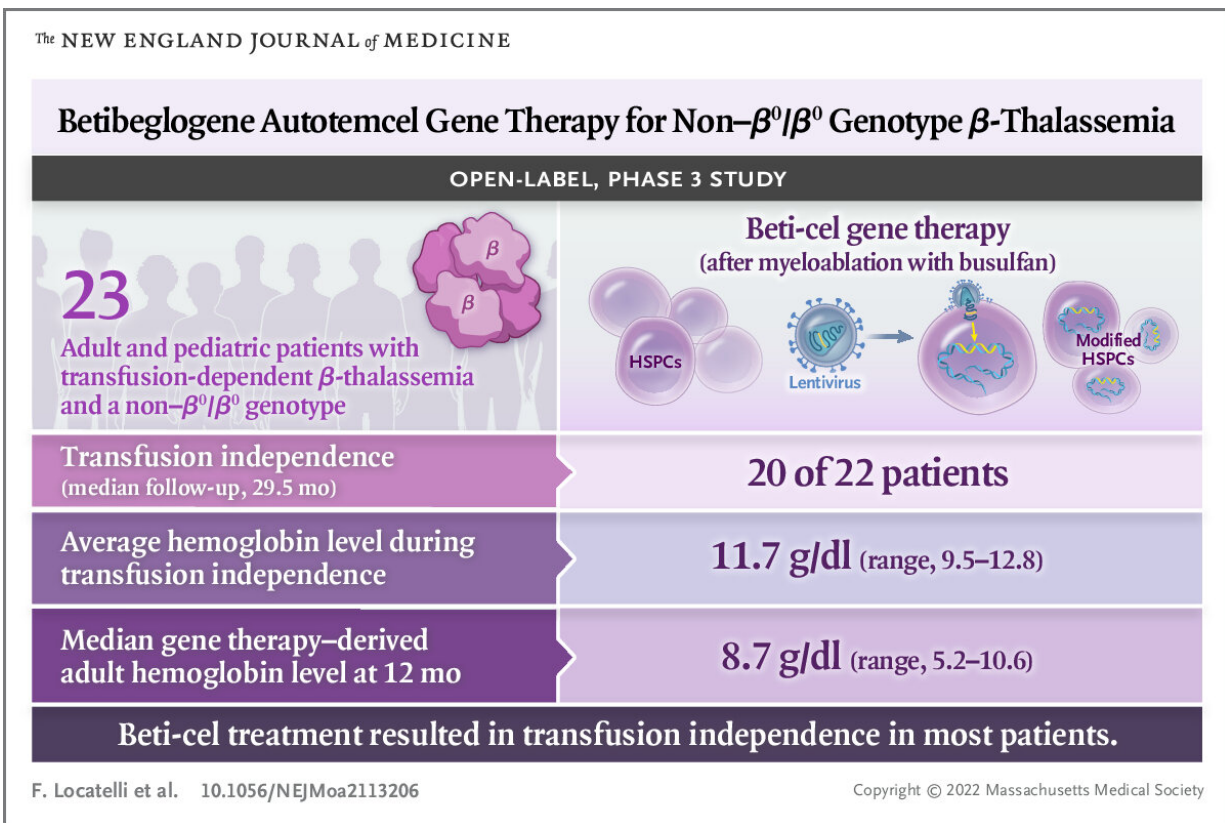 The NEW ENGLAND JOURNAL of MEDICINE
Betibeglogene Autotemcel Gene Therapy for Non–β⁰/β⁰ Genotype β-Thalassemia
OPEN-LABEL, PHASE 3 STUDY
23
Adult and pediatric patients with
transfusion-dependent β-thalassemia
and a non–β⁰/β⁰ genotype
β
β
Beti-cel gene therapy
(after myeloablation with busulfan)
HSPCs
Lentivirus
Modified
HSPCs
Transfusion independence
(median follow-up, 29.5 mo)
20 of 22 patients
Average hemoglobin level during
transfusion independence
11.7 g/dl (range, 9.5–12.8)
Median gene therapy–derived
adult hemoglobin level at 12 mo
8.7 g/dl (range, 5.2–10.6)
Beti-cel treatment resulted in transfusion independence in most patients.
F. Locatelli et al. 10.1056/NEJMoa2113206
Copyright © 2022 Massachusetts Medical Society